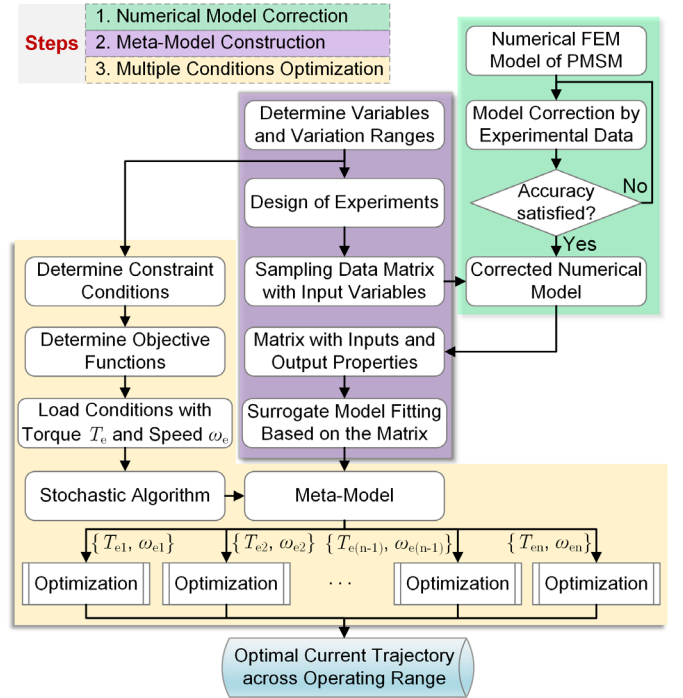 Steps
1. Numerical Model Correction
2. Meta-Model Construction
3. Multiple Conditions Optimization
Numerical FEM
Model of PMSM
Model Correction by
Experimental Data
Accuracy
satisfied?
No
Yes
Corrected Numerical
Model
Determine Variables
and Variation Ranges
Design of Experiments
Sampling Data Matrix
with Input Variables
Matrix with Inputs and
Output Properties
Surrogate Model Fitting
Based on the Matrix
Determine Constraint
Conditions
Determine Objective
Functions
Load Conditions with
Torque Te and Speed ωe
Stochastic Algorithm
Meta-Model
{Te1, ωe1}
{Te2, ωe2}
{Te(n-1), ωe(n-1)}
{Ten, ωen}
Optimization
Optimization
...
Optimization
Optimization
Optimal Current Trajectory
across Operating Range